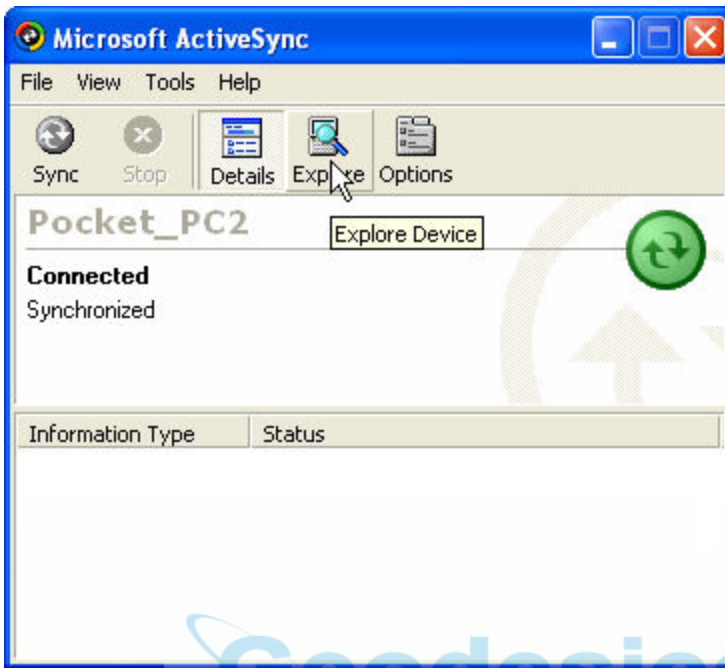 Microsoft ActiveSync
File View Tools Help
Sync Stop Details Explore Options
Explore Device
Pocket_PC2
Connected
Synchronized
Information Type Status